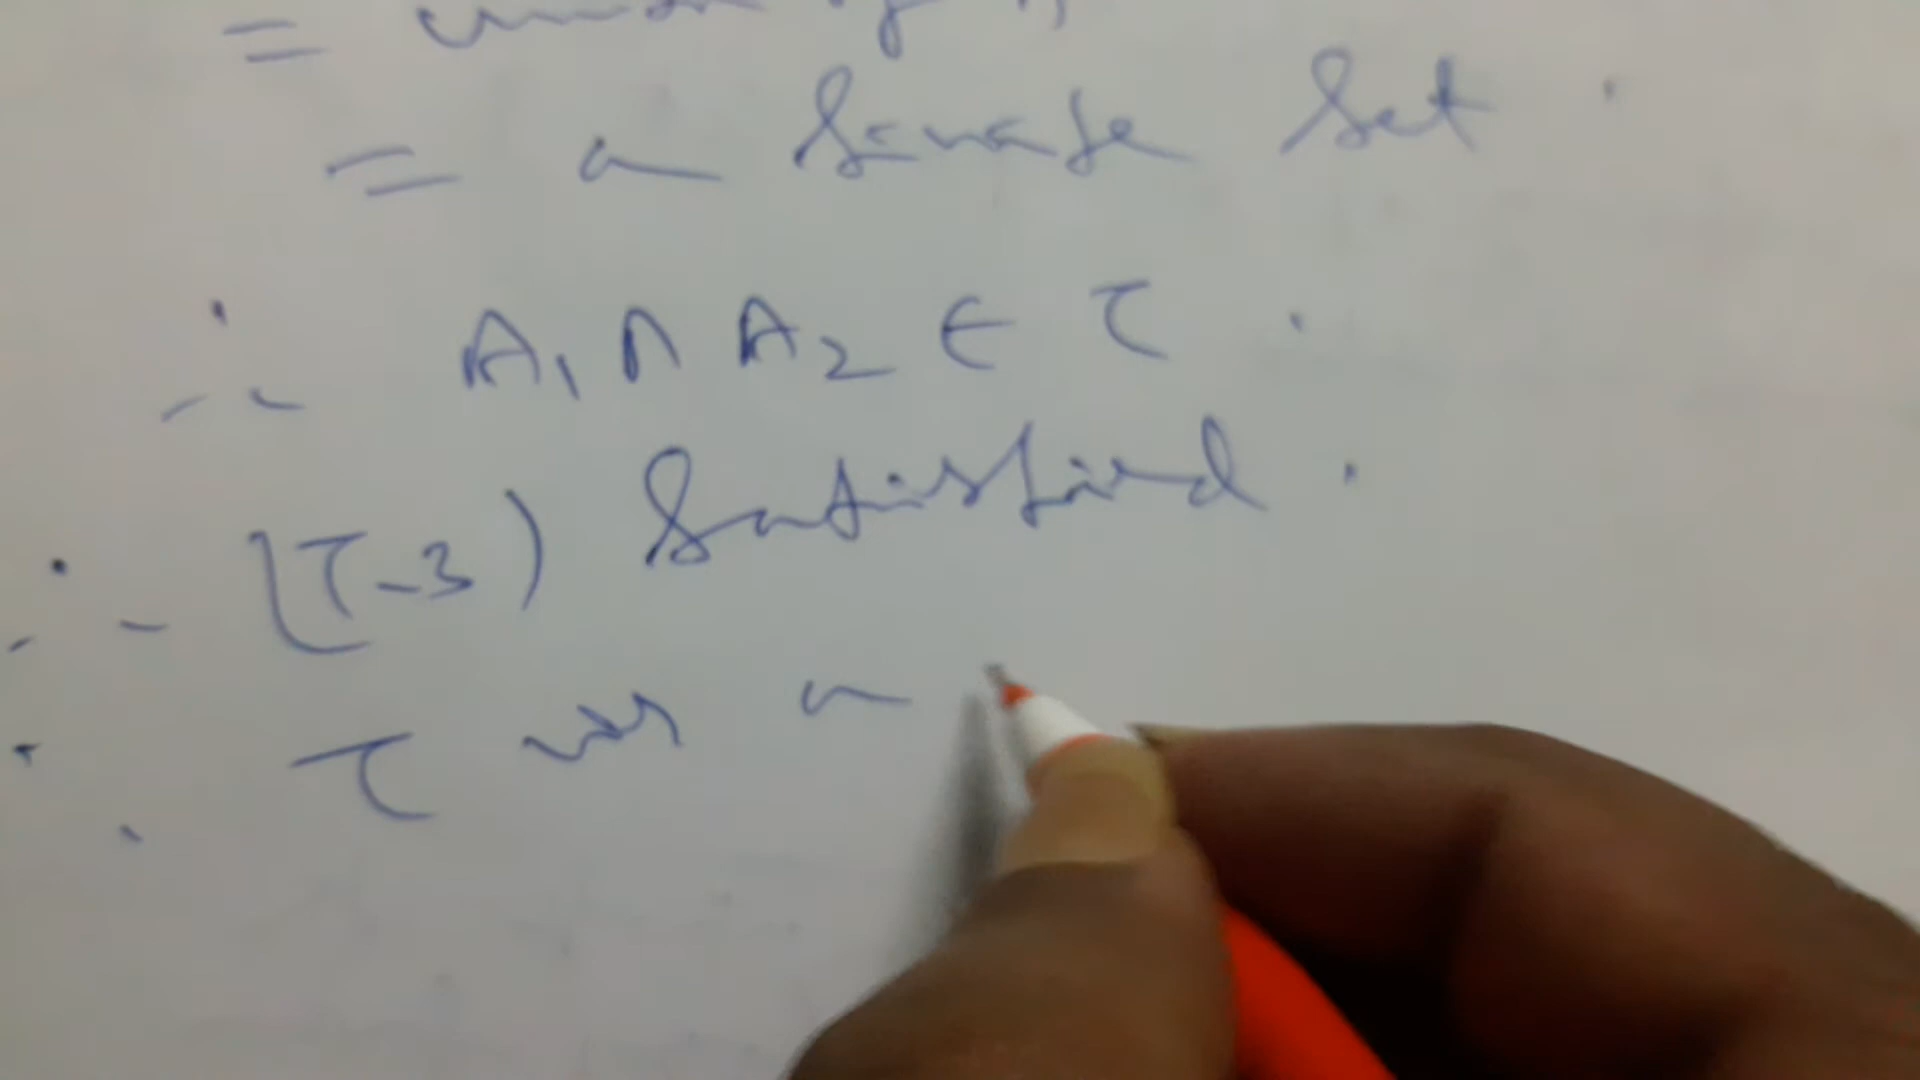 =
= a finite set .
∴ A₁ ∩ A₂ ∈ τ .
∴ (T-3) satisfied .
∴ τ is a